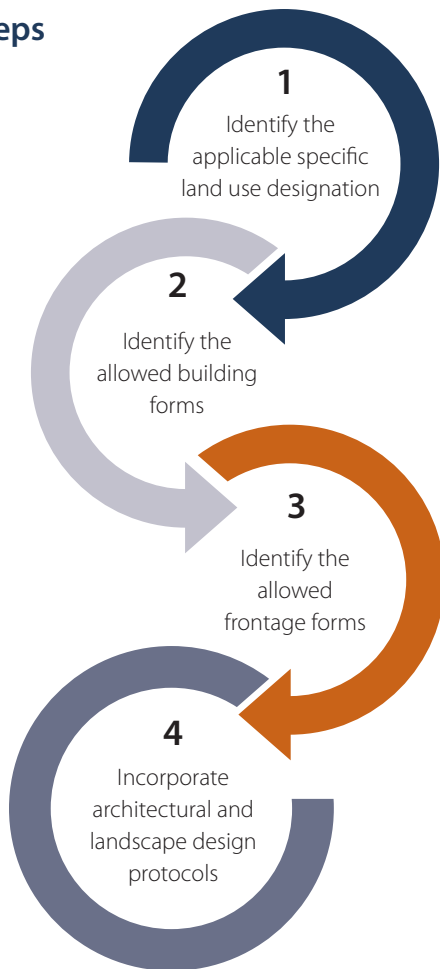 eps
1
Identify the
applicable specific
land use designation
2
Identify the
allowed building
forms
3
Identify the
allowed
frontage forms
4
Incorporate
architectural and
landscape design
protocols